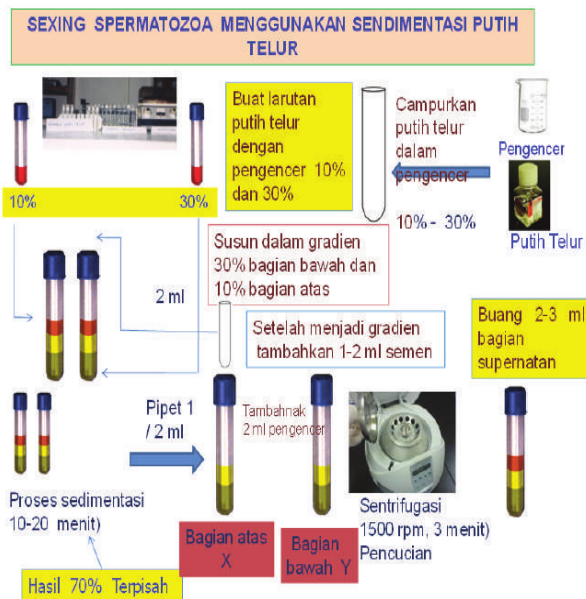 SEXING SPERMATOZOA MENGGUNAKAN SENDIMENTASI PUTIH
TELUR
Buat larutan
putih telur
dengan
pengencer 10%
dan 30%
Campurkan
putih telur
dalam
pengencer
10% - 30%
Pengencer
Putih Telur
10%
30%
Susun dalam gradien
30% bagian bawah dan
10% bagian atas
2 ml
Setelah menjadi gradien
tambahkan 1-2 ml semen
Buang 2-3 ml
bagian
supernatan
Pipet 1
/ 2 ml
Tambahnak
2 ml pengencer
Proses sedimentasi
10-20 menit)
Sentrifugasi
1500 rpm, 3 menit)
Pencucian
Bagian atas
X
Bagian
bawah Y
Hasil 70% Terpisah